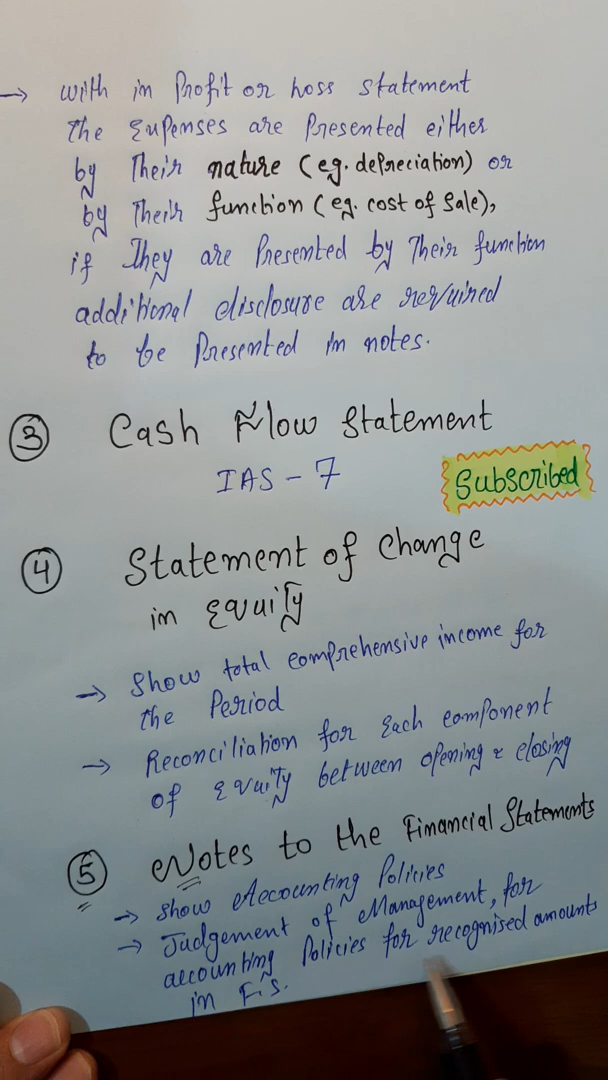 → with in Profit or Loss statement
the Expenses are Presented either
by Their nature (eg. depreciation) or
by Their function (eg. cost of sale),
if They are Presented by Their function
additional disclosure are required
to be Presented in notes.
③ Cash Flow Statement
IAS - 7
Subscribed
④ Statement of Change
in Equity
→ Show total comprehensive income for
the Period
→ Reconciliation for Each component
of Equity between opening & closing
⑤ Notes to the Financial Statements
→ Show Accounting Policies
→ Judgement of Management, for
accounting Policies for recognised amounts
in F.S.